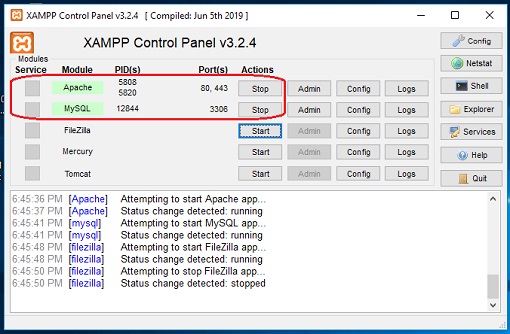 XAMPP Control Panel v3.2.4 [ Compiled: Jun 5th 2019 ]
XAMPP Control Panel v3.2.4
Config
Modules
Service Module PID(s) Port(s) Actions
Netstat
Apache 5808 5820 80, 443 Stop Admin Config Logs
Shell
MySQL 12844 3306 Stop Admin Config Logs
Explorer
FileZilla Start Admin Config Logs
Services
Mercury Start Admin Config Logs
Help
Tomcat Start Admin Config Logs
Quit
6:45:36 PM [Apache] Attempting to start Apache app...
6:45:37 PM [Apache] Status change detected: running
6:45:41 PM [mysql] Attempting to start MySQL app...
6:45:41 PM [mysql] Status change detected: running
6:45:48 PM [filezilla] Attempting to start FileZilla app...
6:45:48 PM [filezilla] Status change detected: running
6:45:50 PM [filezilla] Attempting to stop FileZilla app...
6:45:50 PM [filezilla] Status change detected: stopped